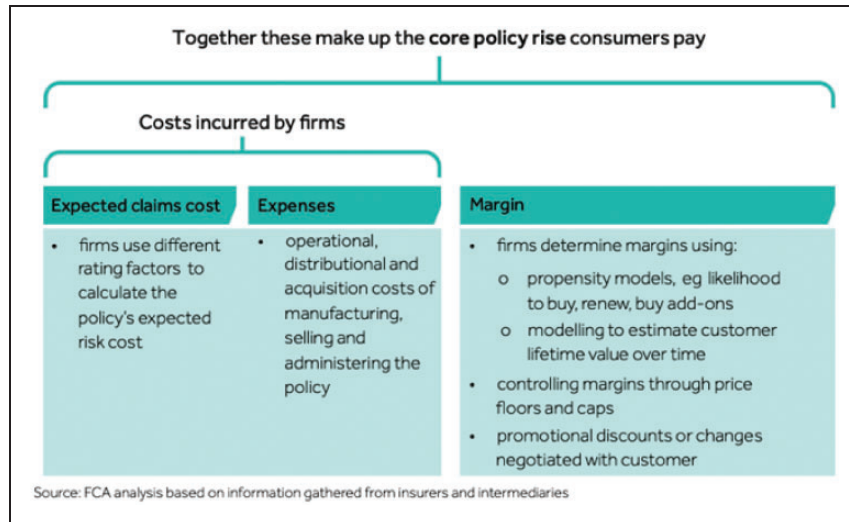 Together these make up the core policy rise consumers pay
Costs incurred by firms
Expected claims cost
• firms use different
rating factors to
calculate the
policy's expected
risk cost
Expenses
• operational,
distributional and
acquisition costs of
manufacturing,
selling and
administering the
policy
Margin
• firms determine margins using:
o propensity models, eg likelihood
to buy, renew, buy add-ons
o modelling to estimate customer
lifetime value over time
• controlling margins through price
floors and caps
• promotional discounts or changes
negotiated with customer
Source: FCA analysis based on information gathered from insurers and intermediaries